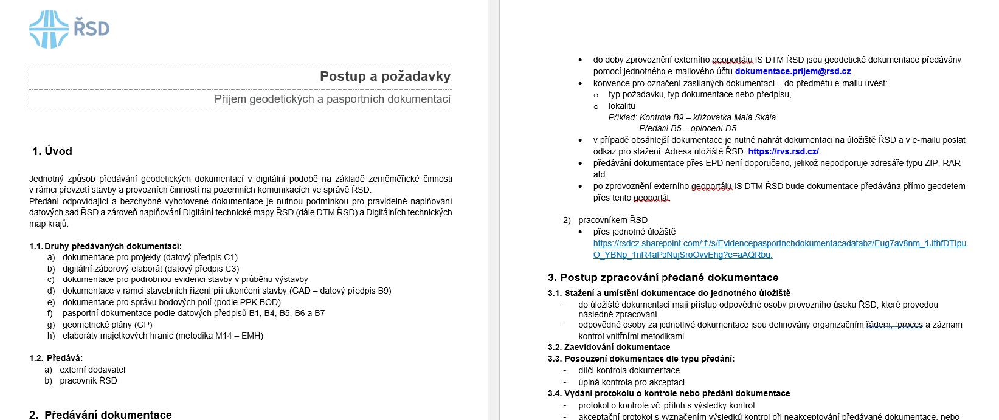 ŘSD
Postup a požadavky
Příjem geodetických a pasportních dokumentací
1. Úvod
Jednotný způsob předávání geodetických dokumentací v digitální podobě na základě zeměměřické činnosti
v rámci převzetí stavby a provozních činností na pozemních komunikacích ve správě ŘSD.
Předání odpovídající a bezchybně vyhotovené dokumentace je nutnou podmínkou pro pravidelné naplňování
datových sad ŘSD a zároveň naplňování Digitální technické mapy ŘSD (dále DTM ŘSD) a Digitálních technických
map krajů.
1.1. Druhy předávaných dokumentací:
a) dokumentace pro projekty (datový předpis C1)
b) digitální záborový elaborát (datový předpis C3)
c) dokumentace pro podrobnou evidenci stavby v průběhu výstavby
d) dokumentace v rámci stavebních řízení při ukončení stavby (GAD – datový předpis B9)
e) dokumentace pro správu bodových polí (podle PPK BOD)
f) pasportní dokumentace podle datových předpisů B1, B4, B5, B6 a B7
g) geometrické plány (GP)
h) elaboráty majetkových hranic (metodika M14 – EMH)
1.2. Předává:
a) externí dodavatel
b) pracovník ŘSD
2. Předávání dokumentace
• do doby zprovoznění externího geoportálu IS DTM ŘSD jsou geodetické dokumentace předávány
pomocí jednotného e-mailového účtu dokumentace.prijem@rsd.cz.
• konvence pro označení zasílaných dokumentací – do předmětu e-mailu uvést:
o typ požadavku, typ dokumentace nebo předpisu,
o lokalitu
Příklad: Kontrola B9 – křižovatka Malá Skála
Předání B5 – oplocení D5
• v případě obsáhlejší dokumentace je nutné nahrát dokumentaci na úložiště ŘSD a v e-mailu poslat
odkaz pro stažení. Adresa uložiště ŘSD: https://rvs.rsd.cz/.
• předávání dokumentace přes EPD není doporučeno, jelikož nepodporuje adresáře typu ZIP, RAR
atd.
• po zprovoznění externího geoportálu IS DTM ŘSD bude dokumentace předávána přímo geodetem
přes tento geoportál.
2) pracovníkem ŘSD
• přes jednotné úložiště
https://rsdcz.sharepoint.com/:f:/s/Evidencepasportnchdokumentacadatabz/Eug7av8nm_1JthfDTIpu
O_YBNp_1nR4aPoNujSroOvvEhg?e=aAQRbu.
3. Postup zpracování předané dokumentace
3.1. Stažení a umístění dokumentace do jednotného úložiště
- do úložiště dokumentací mají přístup odpovědné osoby provozního úseku ŘSD, které provedou
následné zpracování.
- odpovědné osoby za jednotlivé dokumentace jsou definovány organizačním řádem, proces a záznam
kontrol vnitřními metodikami.
3.2. Zaevidování dokumentace
3.3. Posouzení dokumentace dle typu předání:
- dílčí kontrola dokumentace
- úplná kontrola pro akceptaci
3.4. Vydání protokolu o kontrole nebo předání dokumentace
- protokol o kontrole vč. příloh s výsledky kontrol
- akceptační protokol s vyznačením výsledků kontrol při neakceptování předávané dokumentace, nebo